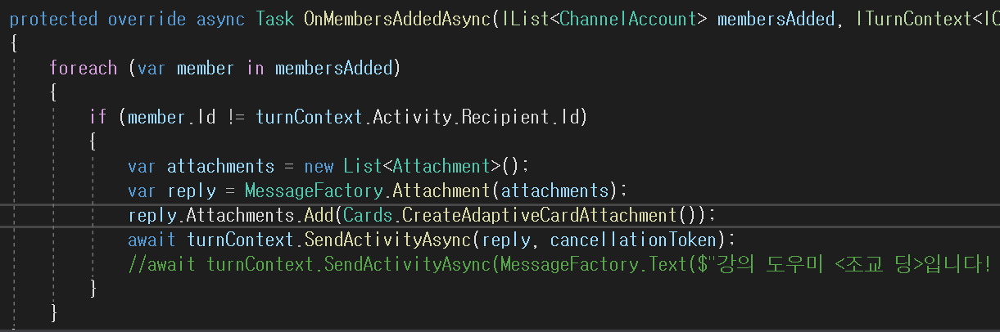 protected override async Task OnMembersAddedAsync(IList<ChannelAccount> membersAdded, ITurnContext<IC
{
foreach (var member in membersAdded)
{
if (member.Id != turnContext.Activity.Recipient.Id)
{
var attachments = new List<Attachment>();
var reply = MessageFactory.Attachment(attachments);
reply.Attachments.Add(Cards.CreateAdaptiveCardAttachment());
await turnContext.SendActivityAsync(reply, cancellationToken);
//await turnContext.SendActivityAsync(MessageFactory.Text($"강의 도우미 <조교 딩>입니다!
}
}